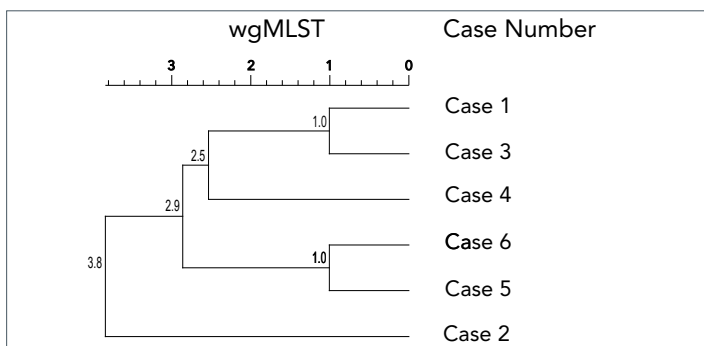 wgMLST Case Number
3 2 1 0
Case 1
1.0
Case 3
2.5
Case 4
2.9
Case 6
3.8
1.0
Case 5
Case 2